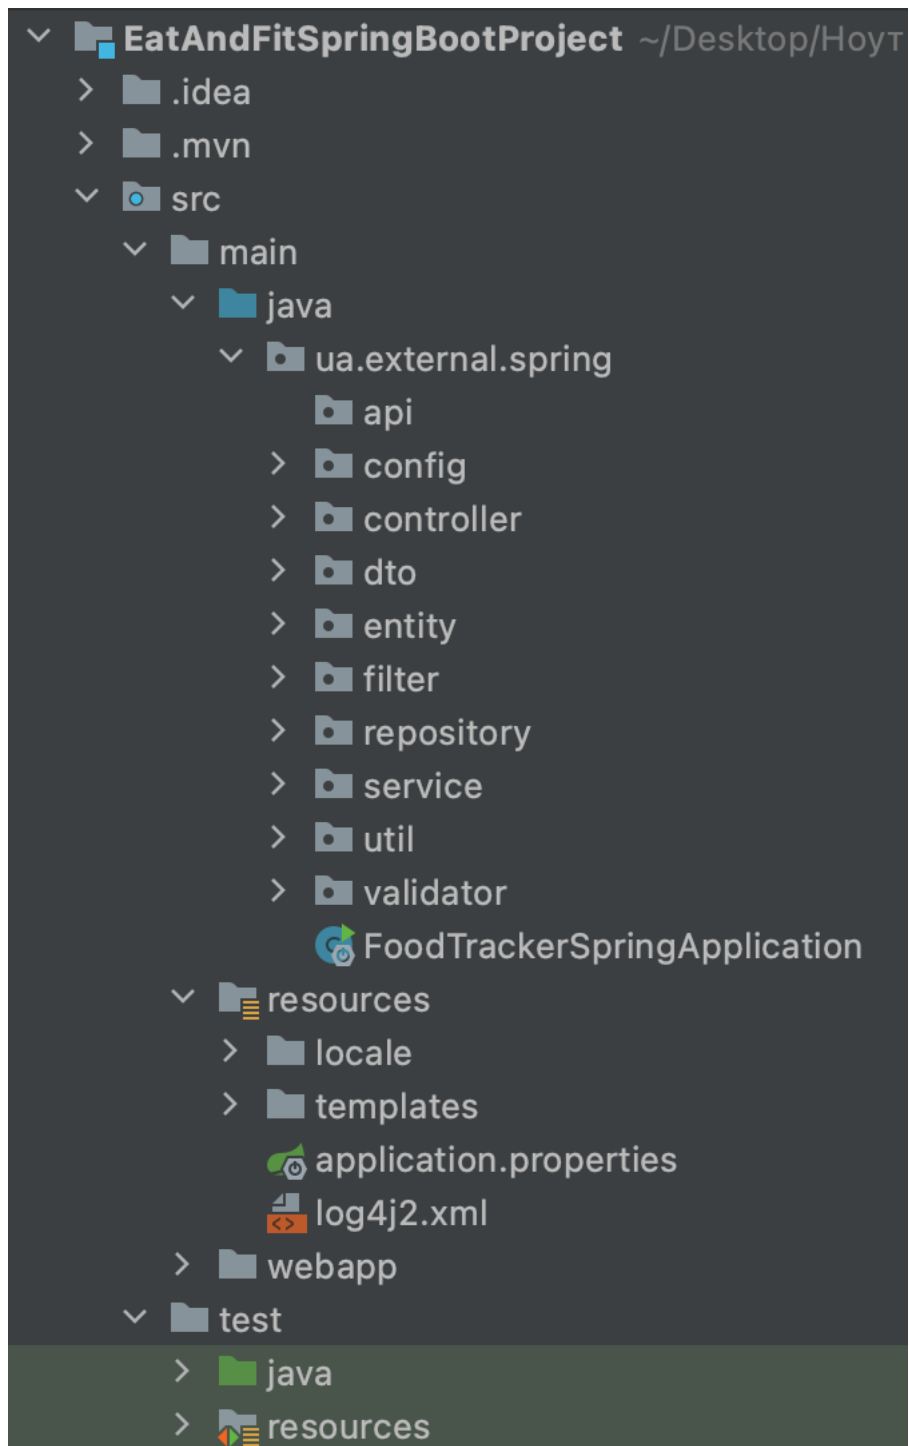 EatAndFitSpringBootProject ~/Desktop/Ноут
.idea
.mvn
src
main
java
ua.external.spring
api
config
controller
dto
entity
filter
repository
service
util
validator
FoodTrackerSpringApplication
resources
locale
templates
application.properties
log4j2.xml
webapp
test
java
resources